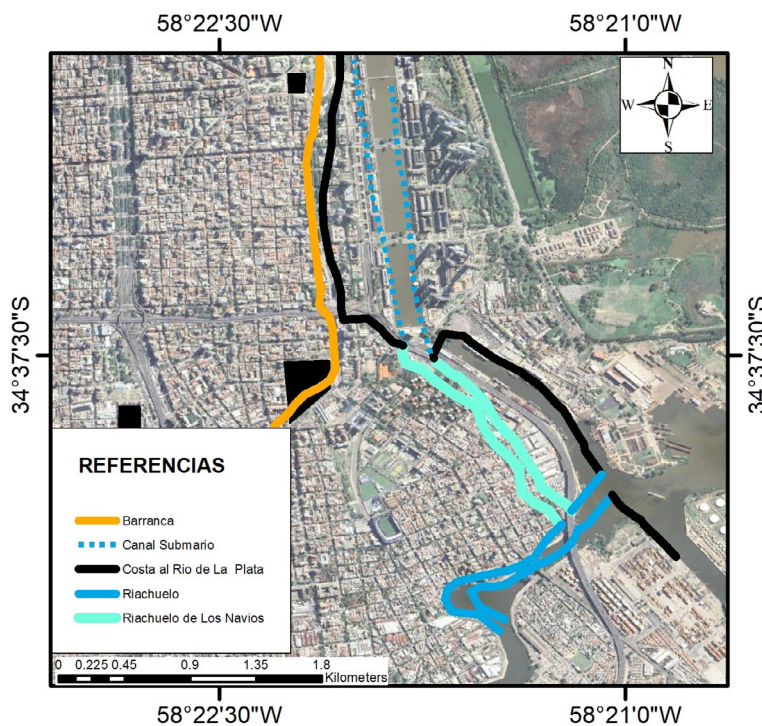 58°22'30"W 58°21'0"W
N
W E
S
34°37'30"S 34°37'30"S
REFERENCIAS
Barranca
Canal Submario
Costa al Rio de La Plata
Riachuelo
Riachuelo de Los Navios
0 0.225 0.45 0.9 1.35 1.8
Kilometers
58°22'30"W 58°21'0"W